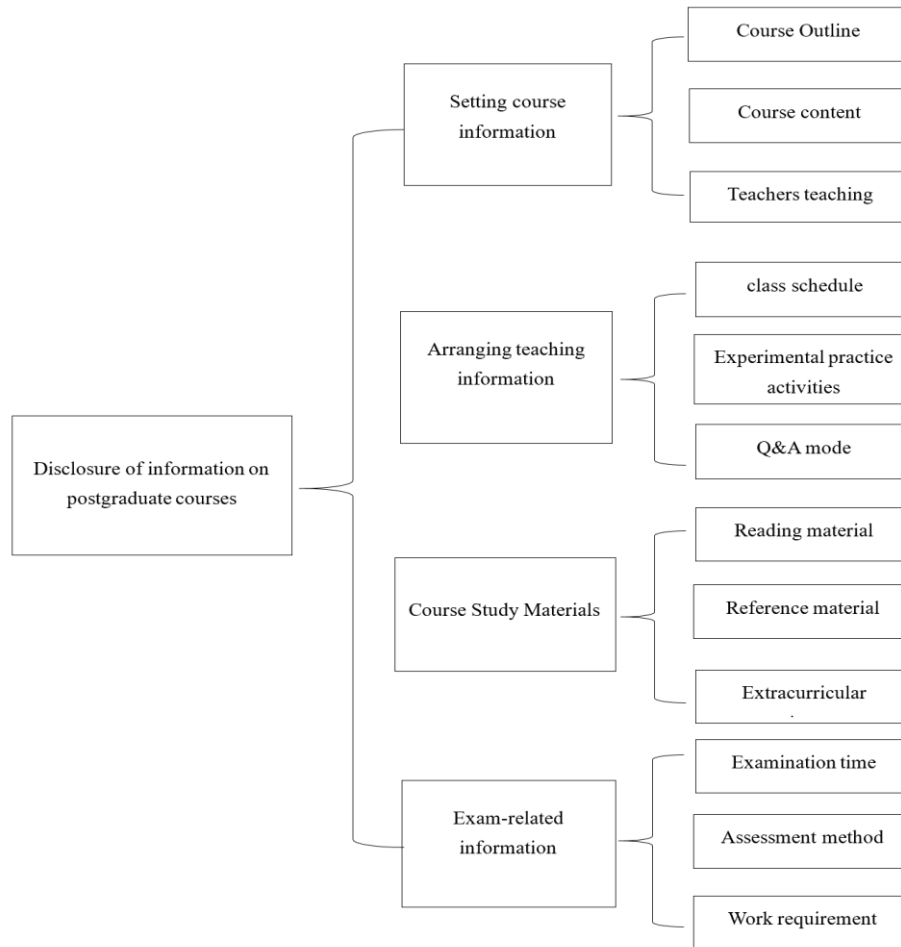 Disclosure of information on
postgraduate courses
Setting course
information
Course Outline
Course content
Teachers teaching
Arranging teaching
information
class schedule
Experimental practice
activities
Q&A mode
Course Study Materials
Reading material
Reference material
Extracurricular
Exam-related
information
Examination time
Assessment method
Work requirement